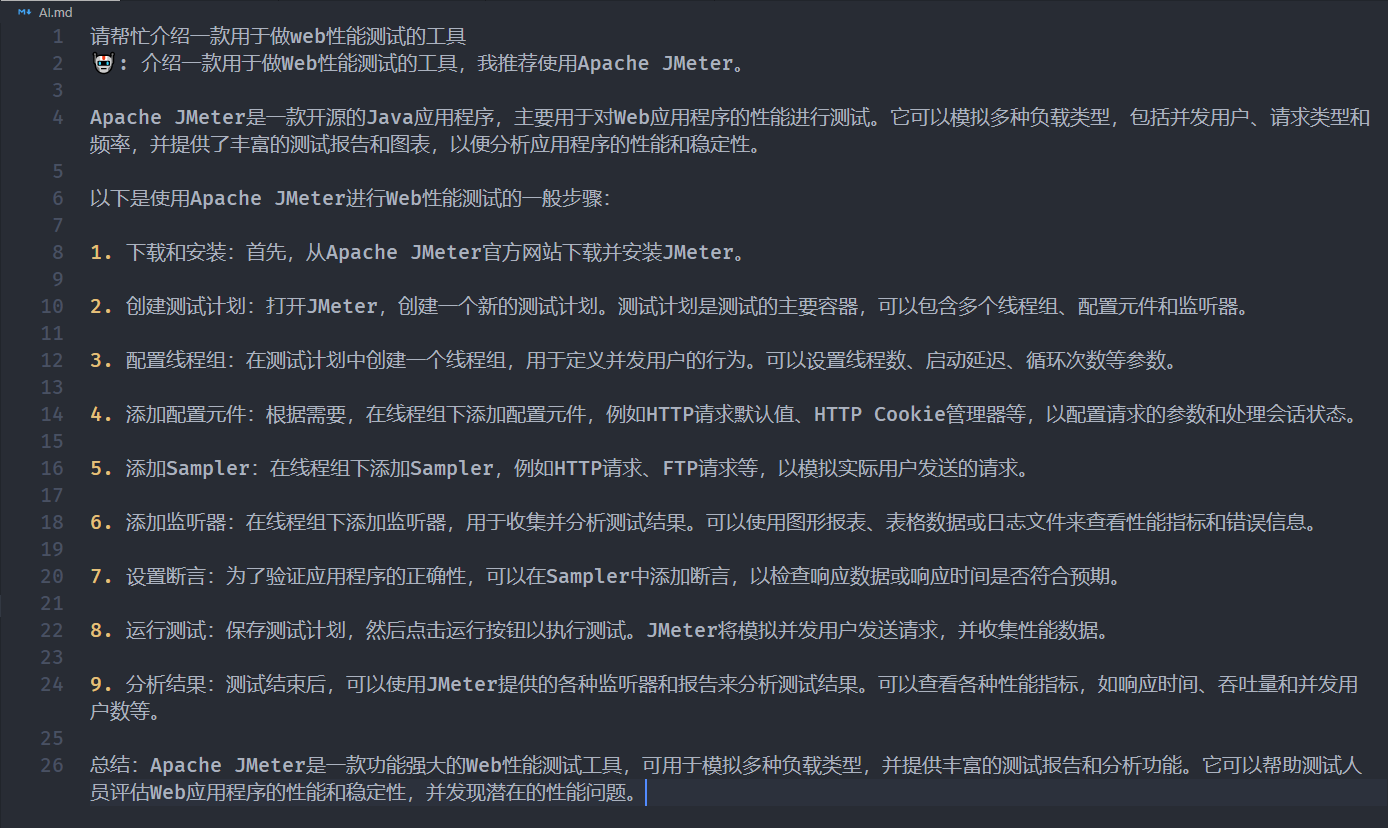 AI.md
1 请帮忙介绍一款用于做web性能测试的工具
2 🤖: 介绍一款用于做Web性能测试的工具，我推荐使用Apache JMeter。
3
4 Apache JMeter是一款开源的Java应用程序，主要用于对Web应用程序的性能进行测试。它可以模拟多种负载类型，包括并发用户、请求类型和
频率，并提供了丰富的测试报告和图表，以便分析应用程序的性能和稳定性。
5
6 以下是使用Apache JMeter进行Web性能测试的一般步骤：
7
8 1. 下载和安装：首先，从Apache JMeter官方网站下载并安装JMeter。
9
10 2. 创建测试计划：打开JMeter，创建一个新的测试计划。测试计划是测试的主要容器，可以包含多个线程组、配置元件和监听器。
11
12 3. 配置线程组：在测试计划中创建一个线程组，用于定义并发用户的行为。可以设置线程数、启动延迟、循环次数等参数。
13
14 4. 添加配置元件：根据需要，在线程组下添加配置元件，例如HTTP请求默认值、HTTP Cookie管理器等，以配置请求的参数和处理会话状态。
15
16 5. 添加Sampler：在线程组下添加Sampler，例如HTTP请求、FTP请求等，以模拟实际用户发送的请求。
17
18 6. 添加监听器：在线程组下添加监听器，用于收集并分析测试结果。可以使用图形报表、表格数据或日志文件来查看性能指标和错误信息。
19
20 7. 设置断言：为了验证应用程序的正确性，可以在Sampler中添加断言，以检查响应数据或响应时间是否符合预期。
21
22 8. 运行测试：保存测试计划，然后点击运行按钮以执行测试。JMeter将模拟并发用户发送请求，并收集性能数据。
23
24 9. 分析结果：测试结束后，可以使用JMeter提供的各种监听器和报告来分析测试结果。可以查看各种性能指标，如响应时间、吞吐量和并发用
户数等。
25
26 总结：Apache JMeter是一款功能强大的Web性能测试工具，可用于模拟多种负载类型，并提供丰富的测试报告和分析功能。它可以帮助测试人
员评估Web应用程序的性能和稳定性，并发现潜在的性能问题。